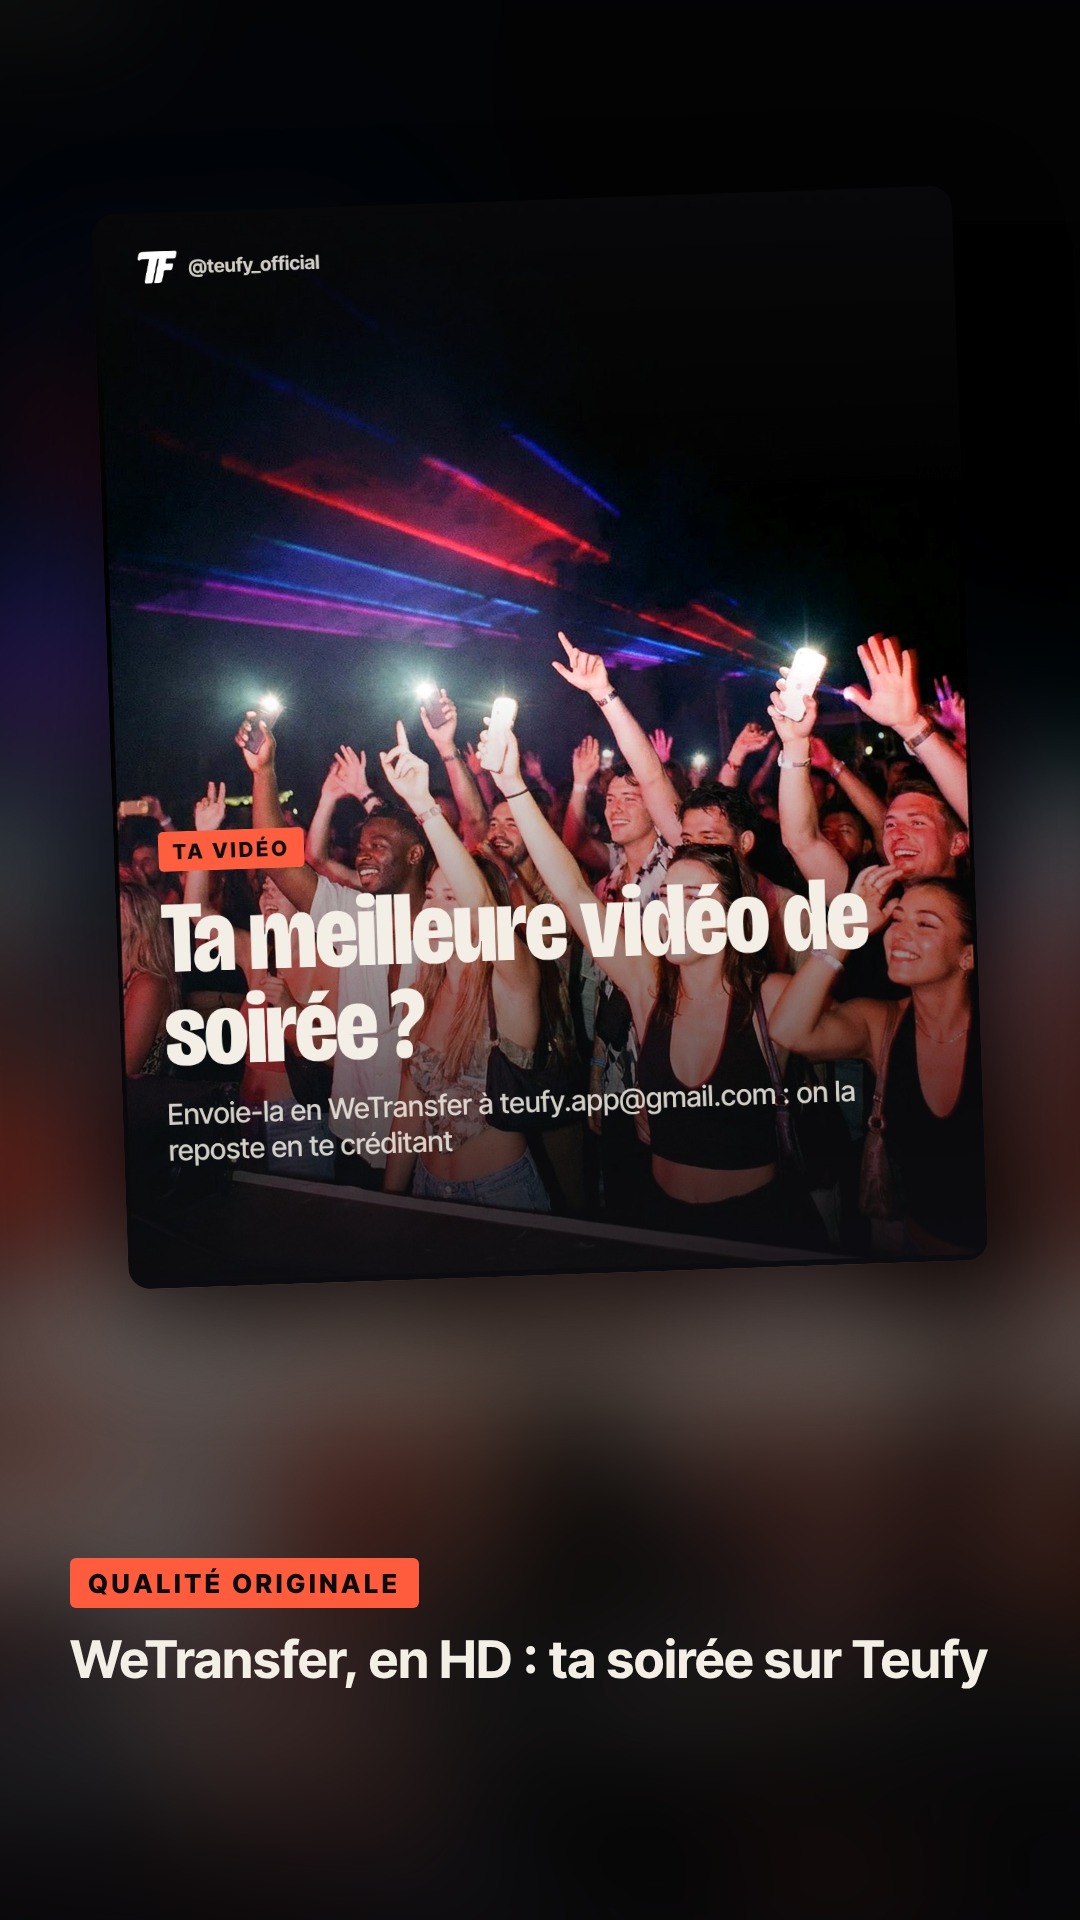 TF @teufy_official
TA VIDÉO
Ta meilleure vidéo de
soirée ?
Envoie-la en WeTransfer à teufy.app@gmail.com : on la
reposte en te créditant
QUALITÉ ORIGINALE
WeTransfer, en HD : ta soirée sur Teufy